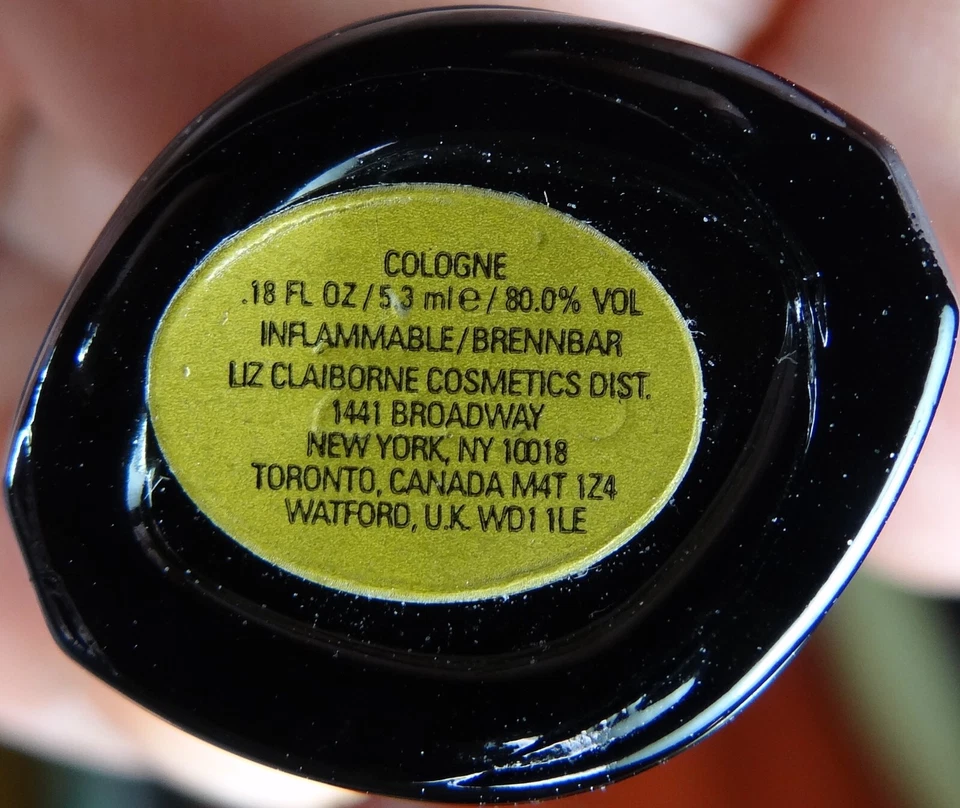 COLOGNE
.18 FL OZ / 5.3 ml e / 80.0% VOL
INFLAMMABLE/BRENNBAR
LIZ CLAIBORNE COSMETICS DIST.
1441 BROADWAY
NEW YORK, NY 10018
TORONTO, CANADA M4T 1Z4
WATFORD, U.K. WD1 1LE